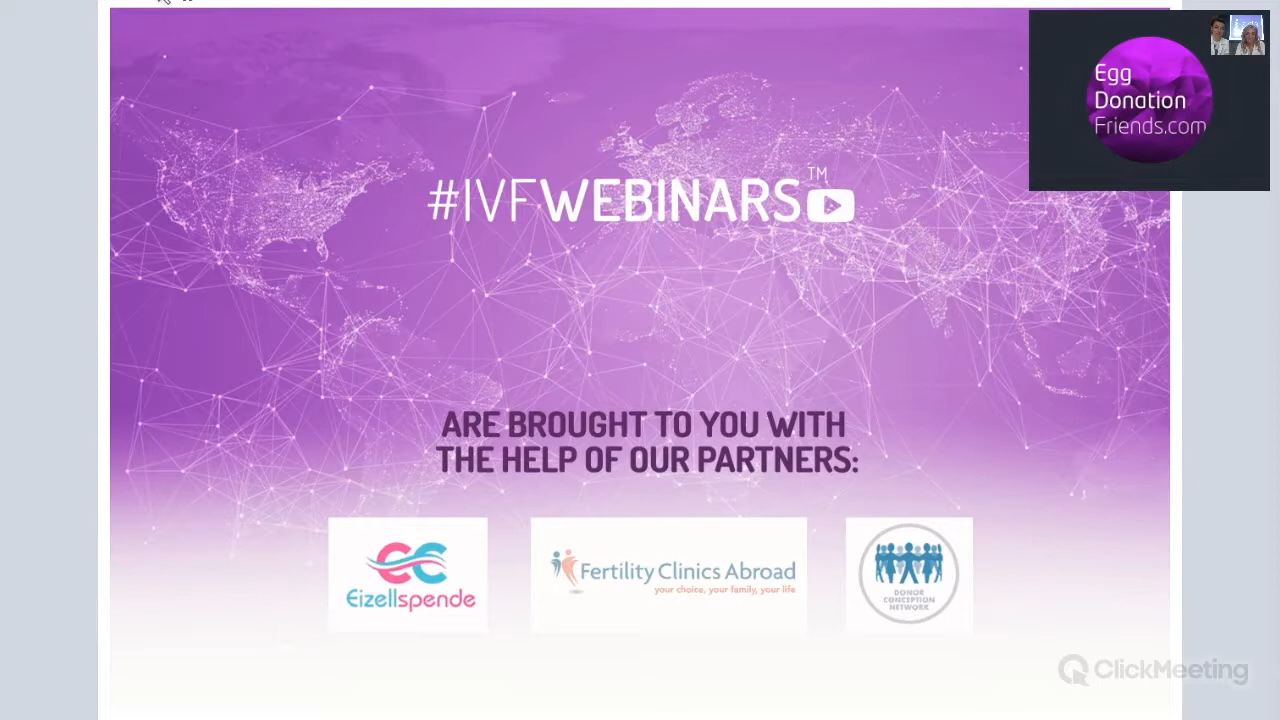 Egg
Donation
Friends.com
#IVFWEBINARS™
ARE BROUGHT TO YOU WITH
THE HELP OF OUR PARTNERS:
Eizellspende
Fertility Clinics Abroad
your choice, your family, your life
DONOR
CONCEPTION
NETWORK
ClickMeeting